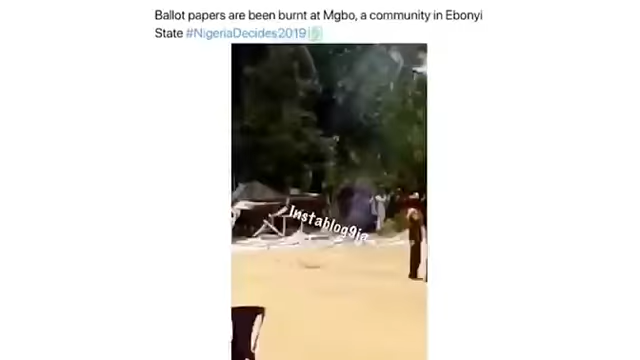 Ballot papers are been burnt at Mgbo, a community in Ebonyi
State #NigeriaDecides2019
Instablog9ja